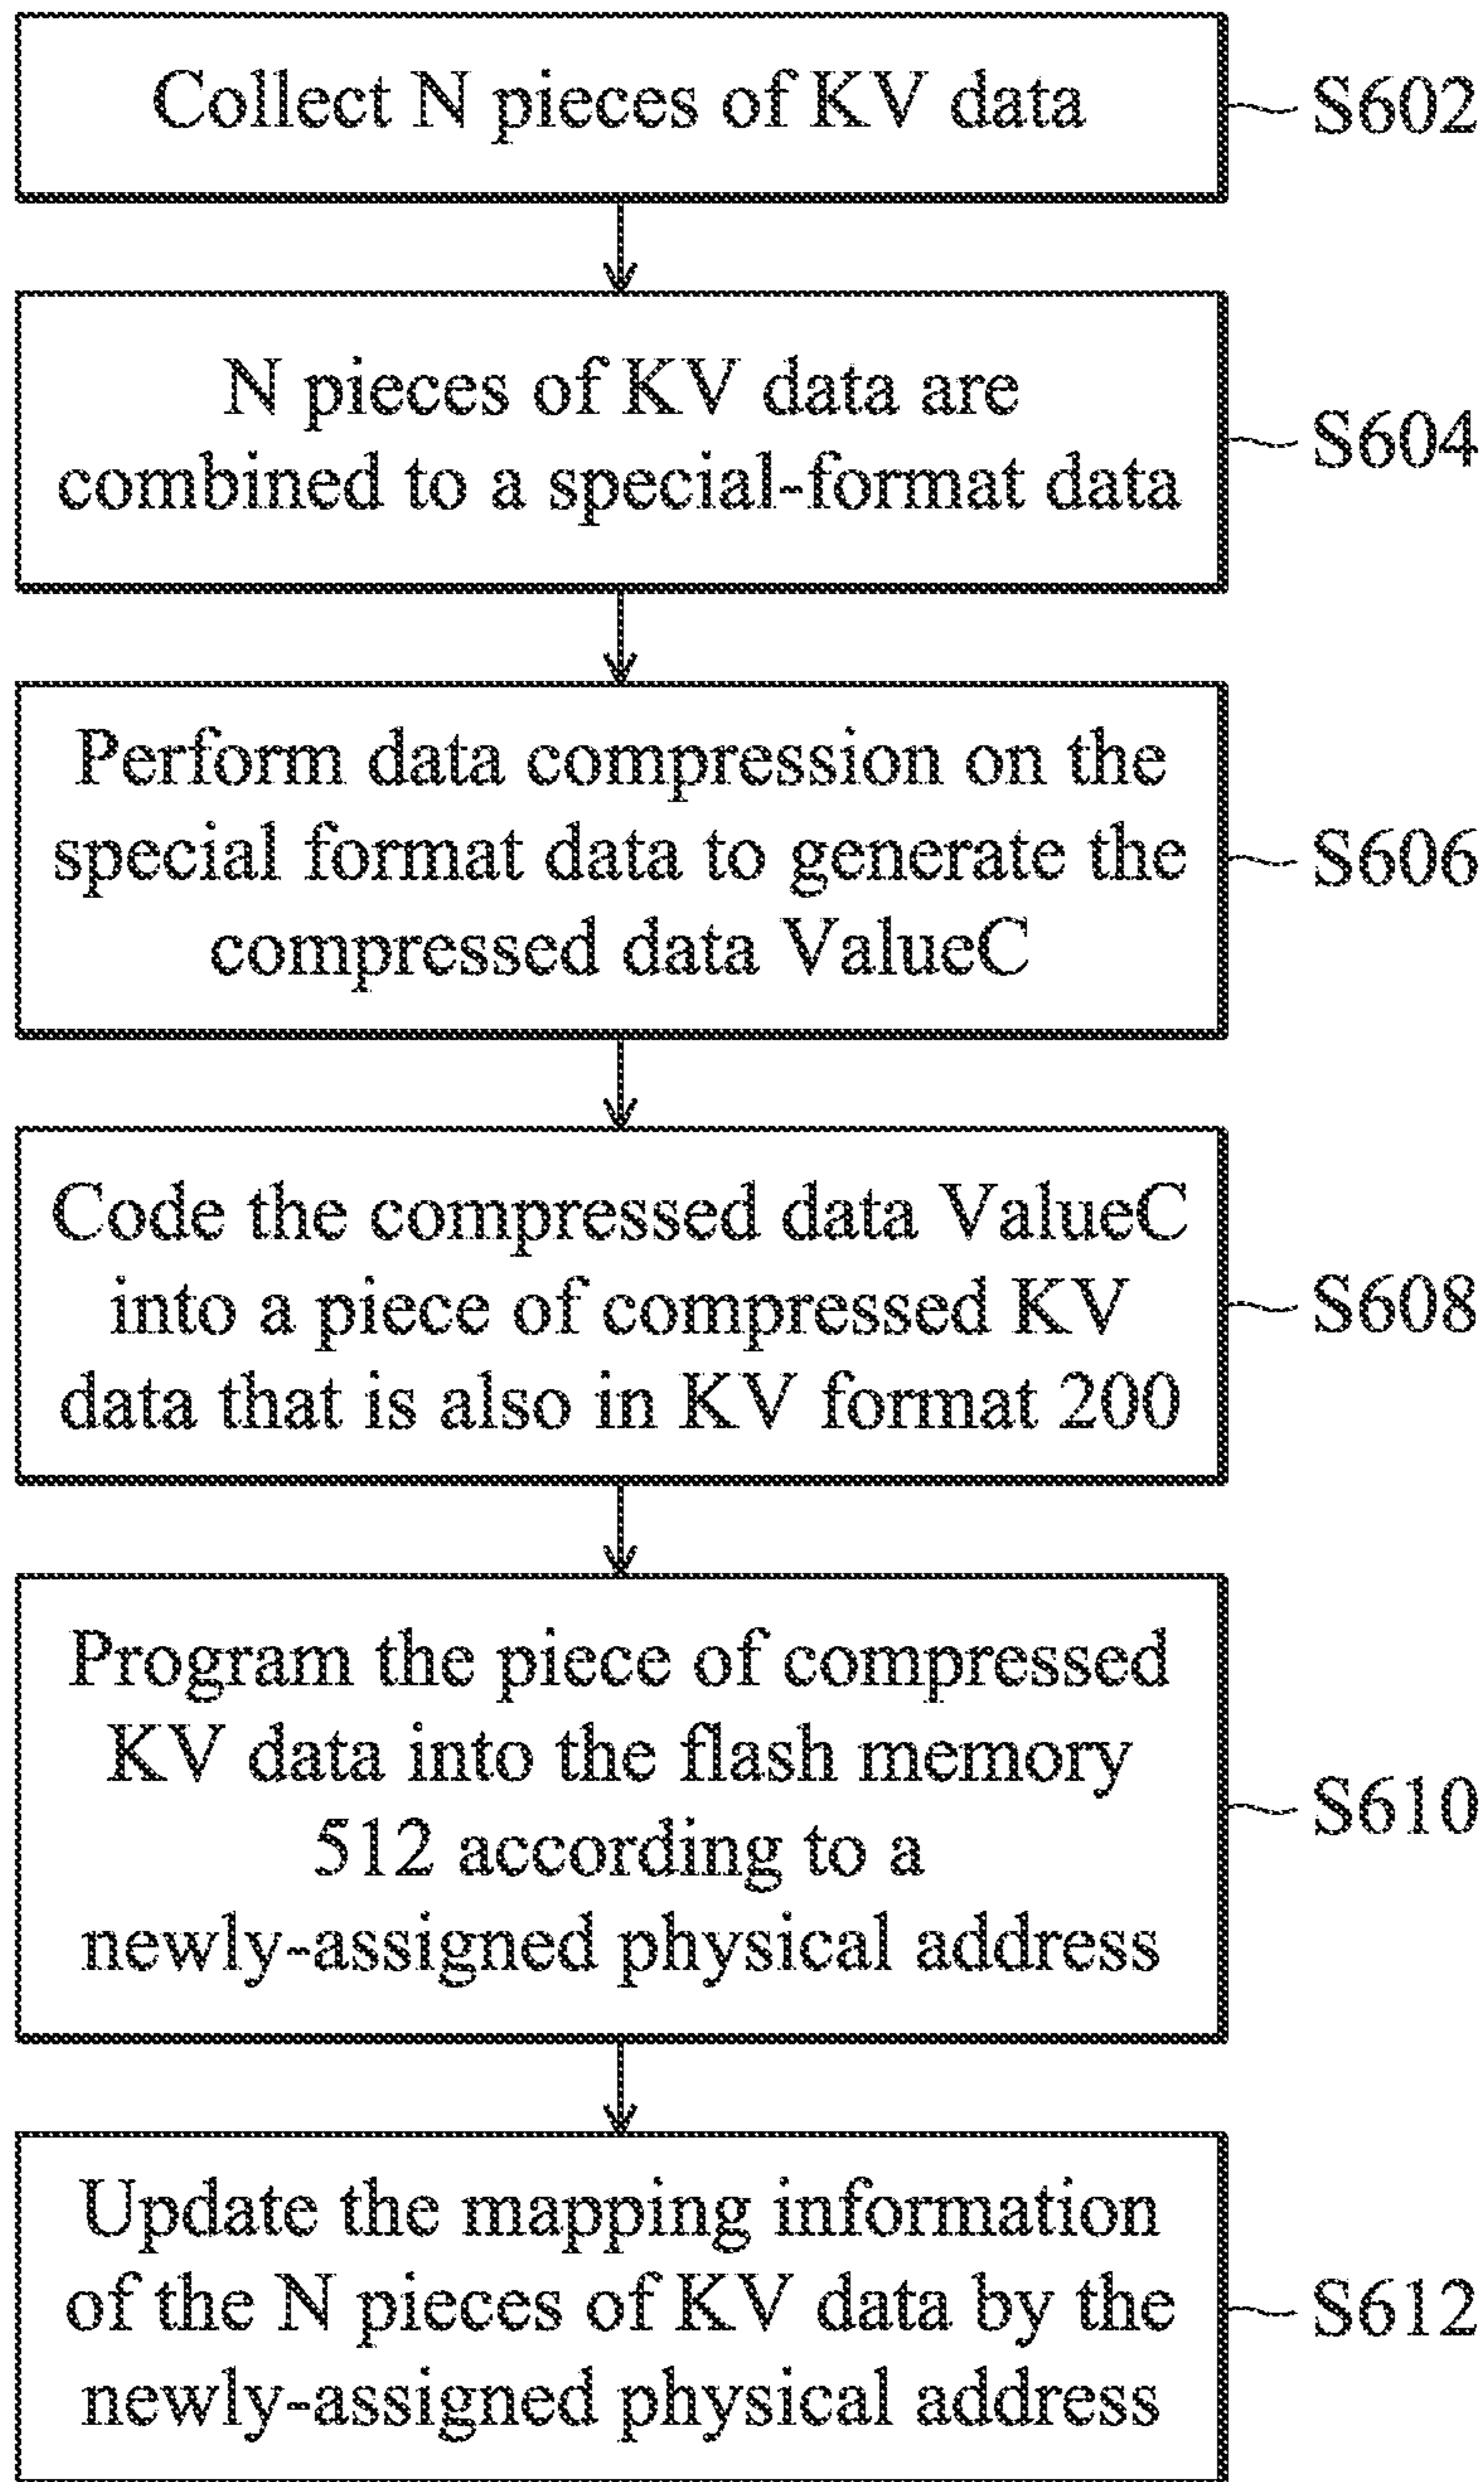 Collect N pieces of KV data
S602
N pieces of KV data are
combined to a special-format data
S604
Perform data compression on the
special format data to generate the
compressed data ValueC
S606
Code the compressed data ValueC
into a piece of compressed KV
data that is also in KV format 200
S608
Program the piece of compressed
KV data into the flash memory
512 according to a
newly-assigned physical address
S610
Update the mapping information
of the N pieces of KV data by the
newly-assigned physical address
S612